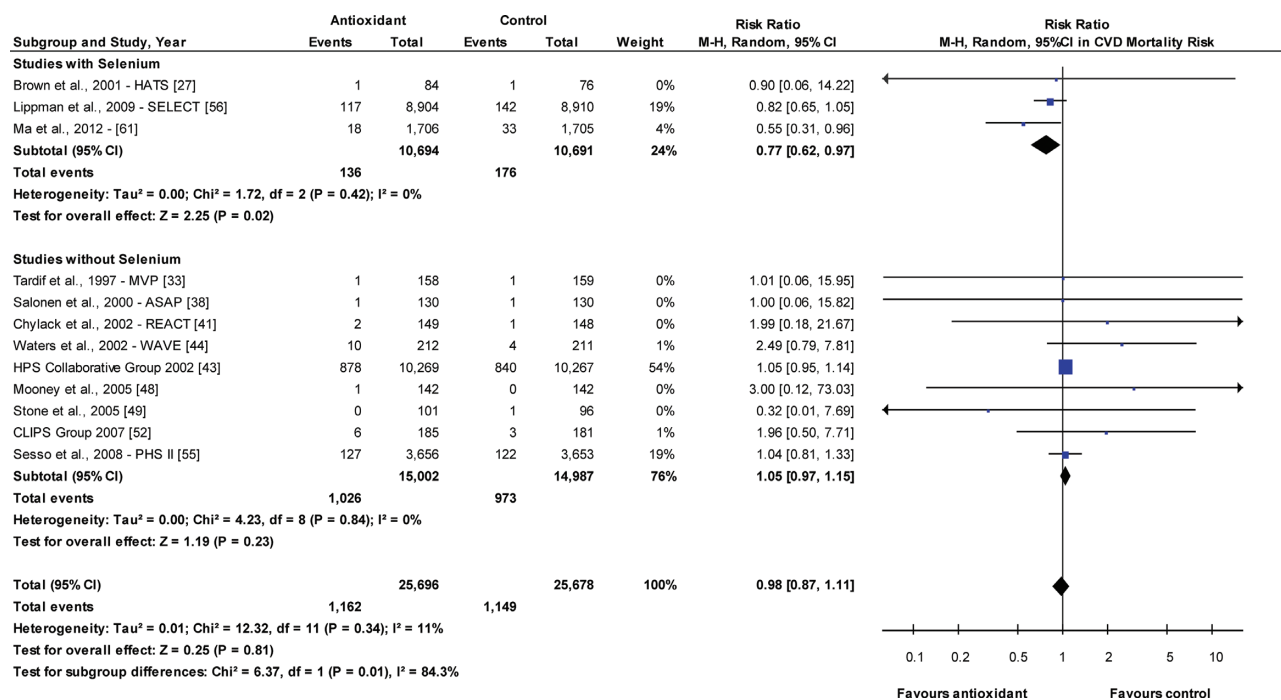 Antioxidant Control Risk Ratio Risk Ratio
Subgroup and Study, Year Events Total Events Total Weight M-H, Random, 95% CI M-H, Random, 95%CI in CVD Mortality Risk
Studies with Selenium
Brown et al., 2001 - HATS [27] 1 84 1 76 0% 0.90 [0.06, 14.22]
Lippman et al., 2009 - SELECT [56] 117 8,904 142 8,910 19% 0.82 [0.65, 1.05]
Ma et al., 2012 - [61] 18 1,706 33 1,705 4% 0.55 [0.31, 0.96]
Subtotal (95% CI) 10,694 10,691 24% 0.77 [0.62, 0.97]
Total events 136 176
Heterogeneity: Tau² = 0.00; Chi² = 1.72, df = 2 (P = 0.42); I² = 0%
Test for overall effect: Z = 2.25 (P = 0.02)
Studies without Selenium
Tardif et al., 1997 - MVP [33] 1 158 1 159 0% 1.01 [0.06, 15.95]
Salonen et al., 2000 - ASAP [38] 1 130 1 130 0% 1.00 [0.06, 15.82]
Chylack et al., 2002 - REACT [41] 2 149 1 148 0% 1.99 [0.18, 21.67]
Waters et al., 2002 - WAVE [44] 10 212 4 211 1% 2.49 [0.79, 7.81]
HPS Collaborative Group 2002 [43] 878 10,269 840 10,267 54% 1.05 [0.95, 1.14]
Mooney et al., 2005 [48] 1 142 0 142 0% 3.00 [0.12, 73.03]
Stone et al., 2005 [49] 0 101 1 96 0% 0.32 [0.01, 7.69]
CLIPS Group 2007 [52] 6 185 3 181 1% 1.96 [0.50, 7.71]
Sesso et al., 2008 - PHS II [55] 127 3,656 122 3,653 19% 1.04 [0.81, 1.33]
Subtotal (95% CI) 15,002 14,987 76% 1.05 [0.97, 1.15]
Total events 1,026 973
Heterogeneity: Tau² = 0.00; Chi² = 4.23, df = 8 (P = 0.84); I² = 0%
Test for overall effect: Z = 1.19 (P = 0.23)
Total (95% CI) 25,696 25,678 100% 0.98 [0.87, 1.11]
Total events 1,162 1,149
Heterogeneity: Tau² = 0.01; Chi² = 12.32, df = 11 (P = 0.34); I² = 11%
Test for overall effect: Z = 0.25 (P = 0.81)
Test for subgroup differences: Chi² = 6.37, df = 1 (P = 0.01), I² = 84.3%
0.1 0.2 0.5 1 2 5 10
Favours antioxidant Favours control